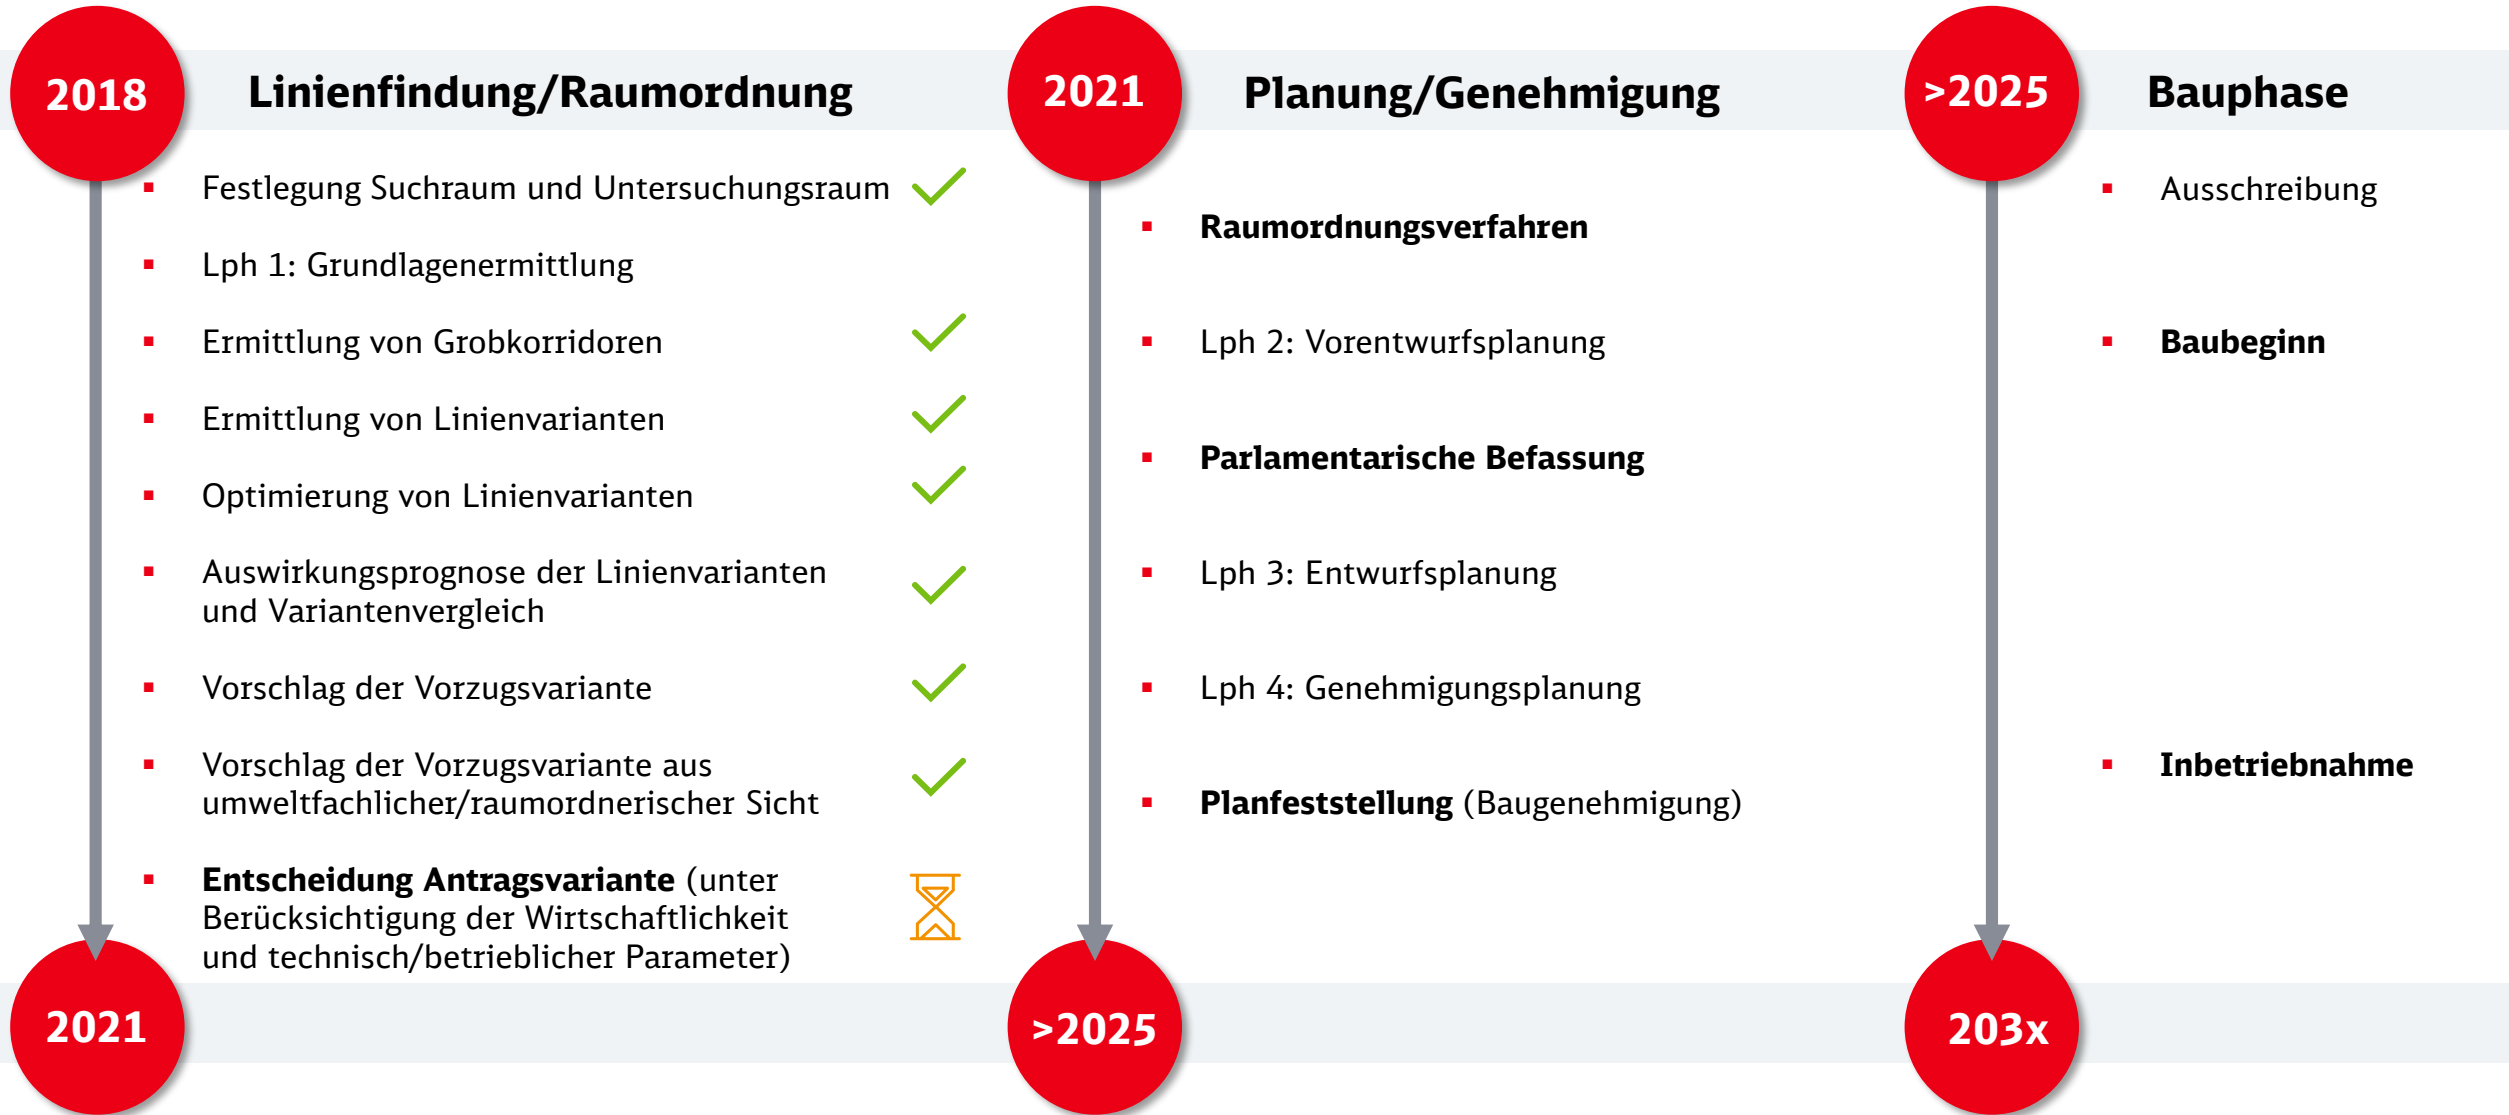 2018
Linienfindung/Raumordnung
Festlegung Suchraum und Untersuchungsraum
Lph 1: Grundlagenermittlung
Ermittlung von Grobkorridoren
Ermittlung von Linienvarianten
Optimierung von Linienvarianten
Auswirkungsprognose der Linienvarianten
und Variantenvergleich
Vorschlag der Vorzugsvariante
Vorschlag der Vorzugsvariante aus
umweltfachlicher/raumordnerischer Sicht
Entscheidung Antragsvariante (unter
Berücksichtigung der Wirtschaftlichkeit
und technisch/betrieblicher Parameter)
2021
2021
Planung/Genehmigung
Raumordnungsverfahren
Lph 2: Vorentwurfsplanung
Parlamentarische Befassung
Lph 3: Entwurfsplanung
Lph 4: Genehmigungsplanung
Planfeststellung (Baugenehmigung)
>2025
>2025
Bauphase
Ausschreibung
Baubeginn
Inbetriebnahme
203x